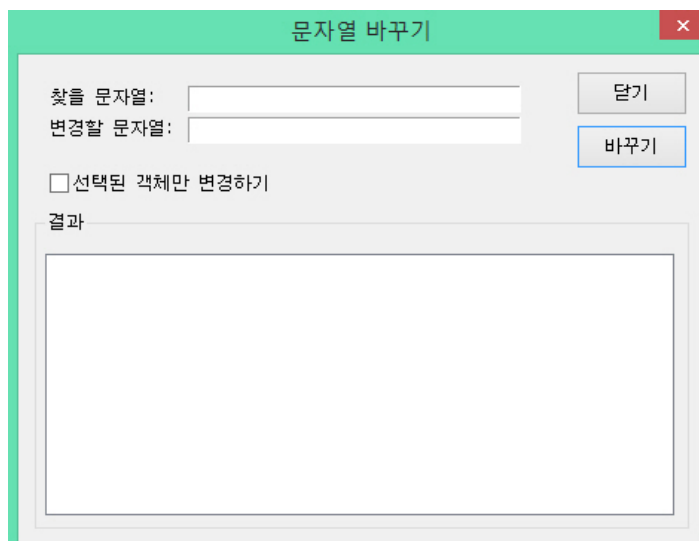 문자열 바꾸기
찾을 문자열:
닫기
변경할 문자열:
바꾸기
선택된 객체만 변경하기
결과